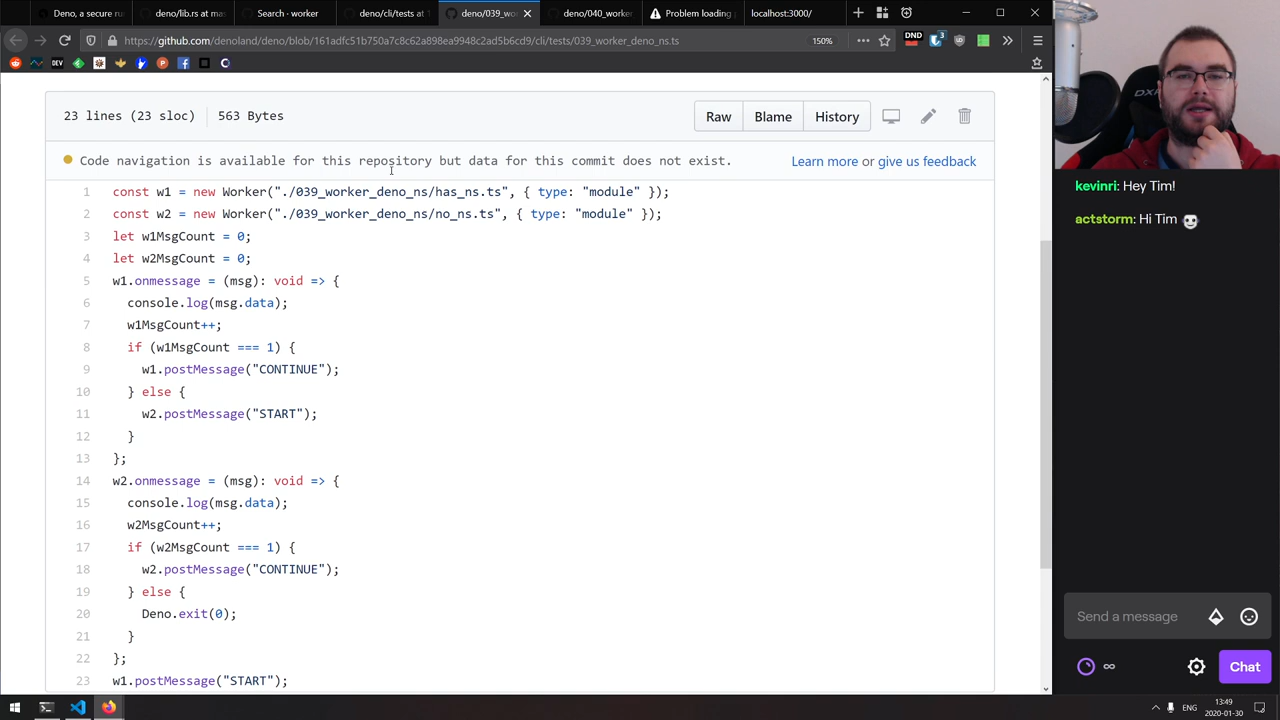 Deno, a secure run
deno/lib.rs at mas
Search · worker
no/cli/tests at 1
deno/039_wo
deno/040_worker
Problem loading
localhost:3000/
https://github.com/denoland/deno/blob/161adfc51b750a7c8c62a898ea9948c2ad5b6cd9/cli/tests/039_worker_deno_ns.ts
150%
DND
3
DEV
23 lines (23 sloc)
563 Bytes
Raw
Blame
History
Code navigation is available for this repository but data for this commit does not exist.
Learn more or give us feedback
1 const w1 = new Worker("./039_worker_deno_ns/has_ns.ts", { type: "module" });
2 const w2 = new Worker("./039_worker_deno_ns/no_ns.ts", { type: "module" });
3 let w1MsgCount = 0;
4 let w2MsgCount = 0;
5 w1.onmessage = (msg): void => {
6 console.log(msg.data);
7 w1MsgCount++;
8 if (w1MsgCount === 1) {
9 w1.postMessage("CONTINUE");
10 } else {
11 w2.postMessage("START");
12 }
13 };
14 w2.onmessage = (msg): void => {
15 console.log(msg.data);
16 w2MsgCount++;
17 if (w2MsgCount === 1) {
18 w2.postMessage("CONTINUE");
19 } else {
20 Deno.exit(0);
21 }
22 };
23 w1.postMessage("START");
kevinri: Hey Tim!
actstorm: Hi Tim
Send a message
∞
Chat
ENG
13:49
2020-01-30